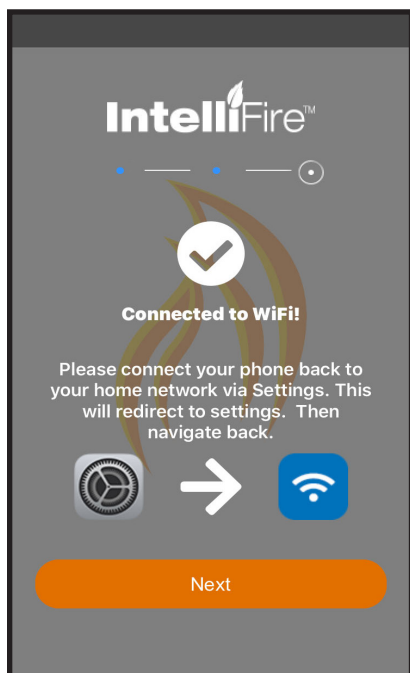 IntelliFire™
Connected to WiFi!
Please connect your phone back to
your home network via Settings. This
will redirect to settings. Then
navigate back.
Next